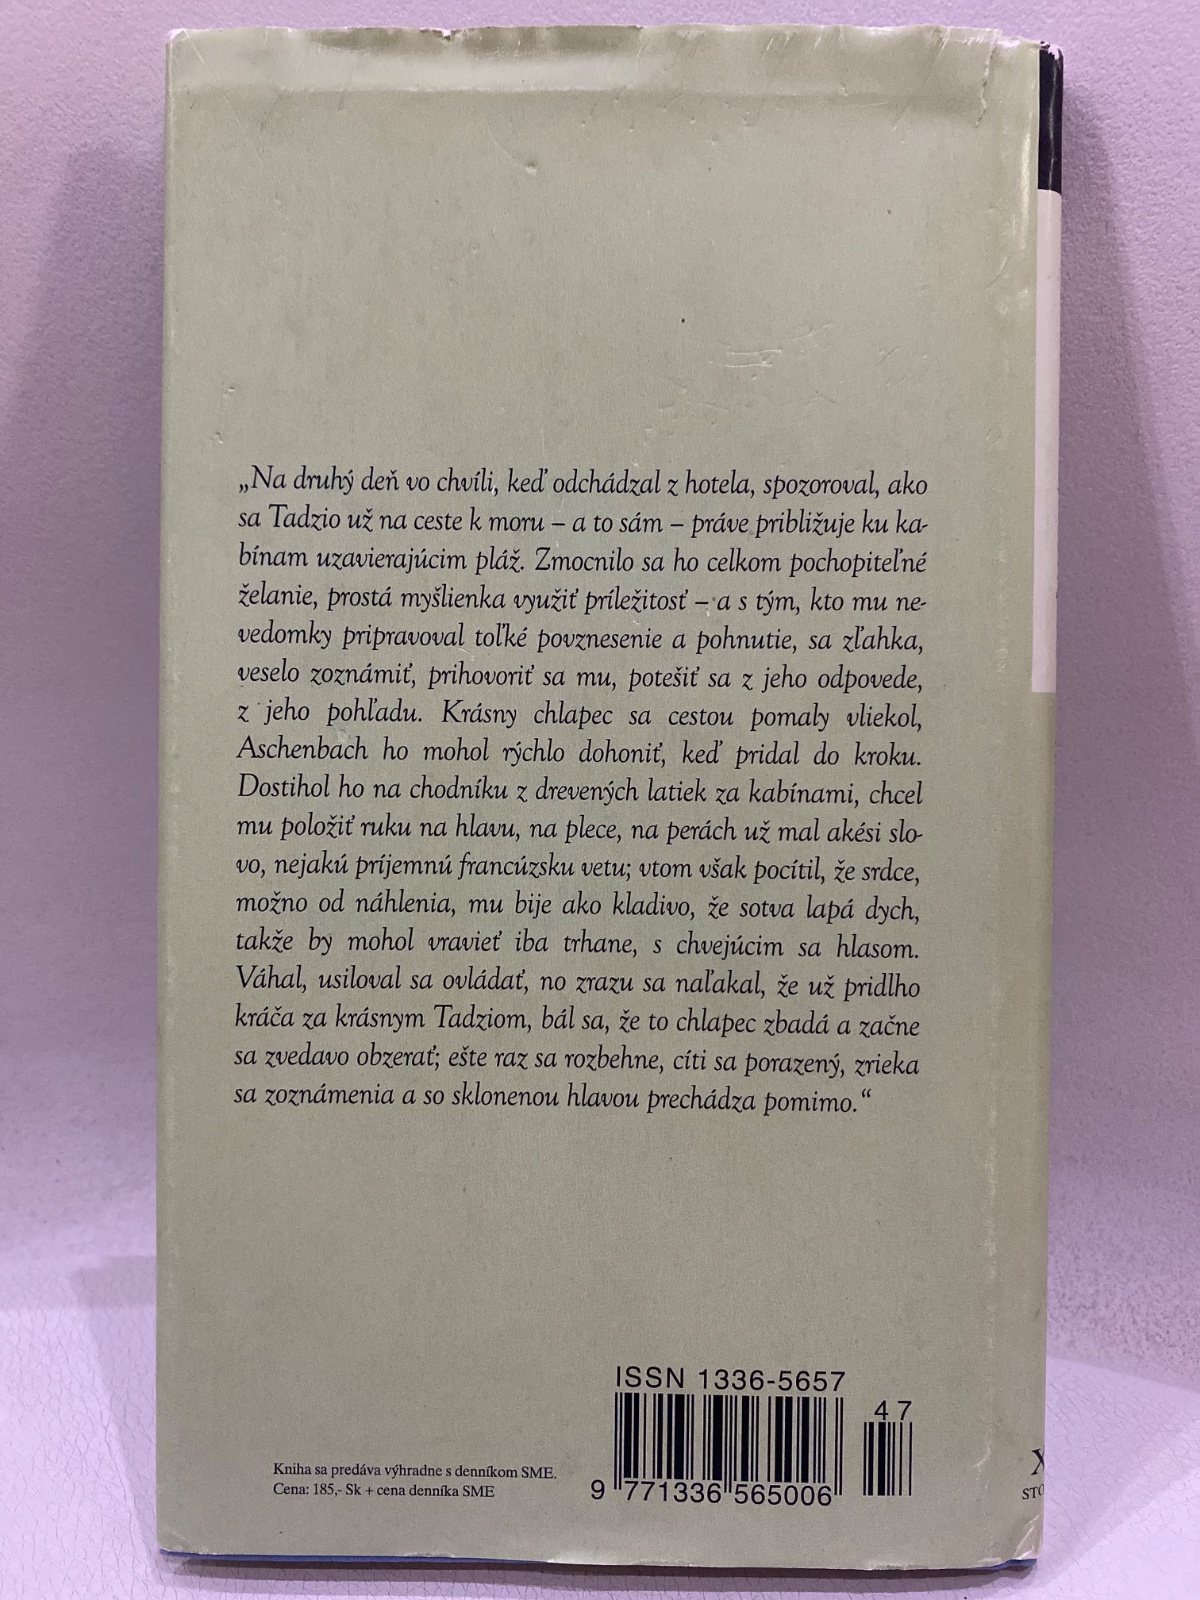 „Na druhý deň vo chvíli, keď odchádzal z hotela, spozoroval, ako
sa Tadzio už na ceste k moru – a to sám – práve približuje ku ka-
bínam uzavierajúcim pláž. Zmocnilo sa ho celkom pochopiteľné
želanie, prostá myšlienka využiť príležitosť – a s tým, kto mu ne-
vedomky pripravoval toľké povznesenie a pohnutie, sa zľahka,
veselo zoznámiť, prihovoriť sa mu, potešiť sa z jeho odpovede,
z jeho pohľadu. Krásny chlapec sa cestou pomaly vliekol,
Aschenbach ho mohol rýchlo dohoniť, keď pridal do kroku.
Dostihol ho na chodníku z drevených latiek za kabínami, chcel
mu položiť ruku na hlavu, na plece, na perách už mal akési slo-
vo, nejakú príjemnú francúzsku vetu; vtom však pocítil, že srdce,
možno od náhlenia, mu bije ako kladivo, že sotva lapá dych,
takže by mohol vravieť iba trhane, s chvejúcim sa hlasom.
Váhal, usiloval sa ovládať, no zrazu sa naľakal, že už pridlho
kráča za krásnym Tadziom, bál sa, že to chlapec zbadá a začne
sa zvedavo obzerať; ešte raz sa rozbehne, cíti sa porazený, zrieka
sa zoznámenia a so sklonenou hlavou prechádza pomimo.“
ISSN 1336-5657
47
9 771336 565006
Kniha sa predáva výhradne s denníkom SME.
Cena: 185,- Sk + cena denníka SME